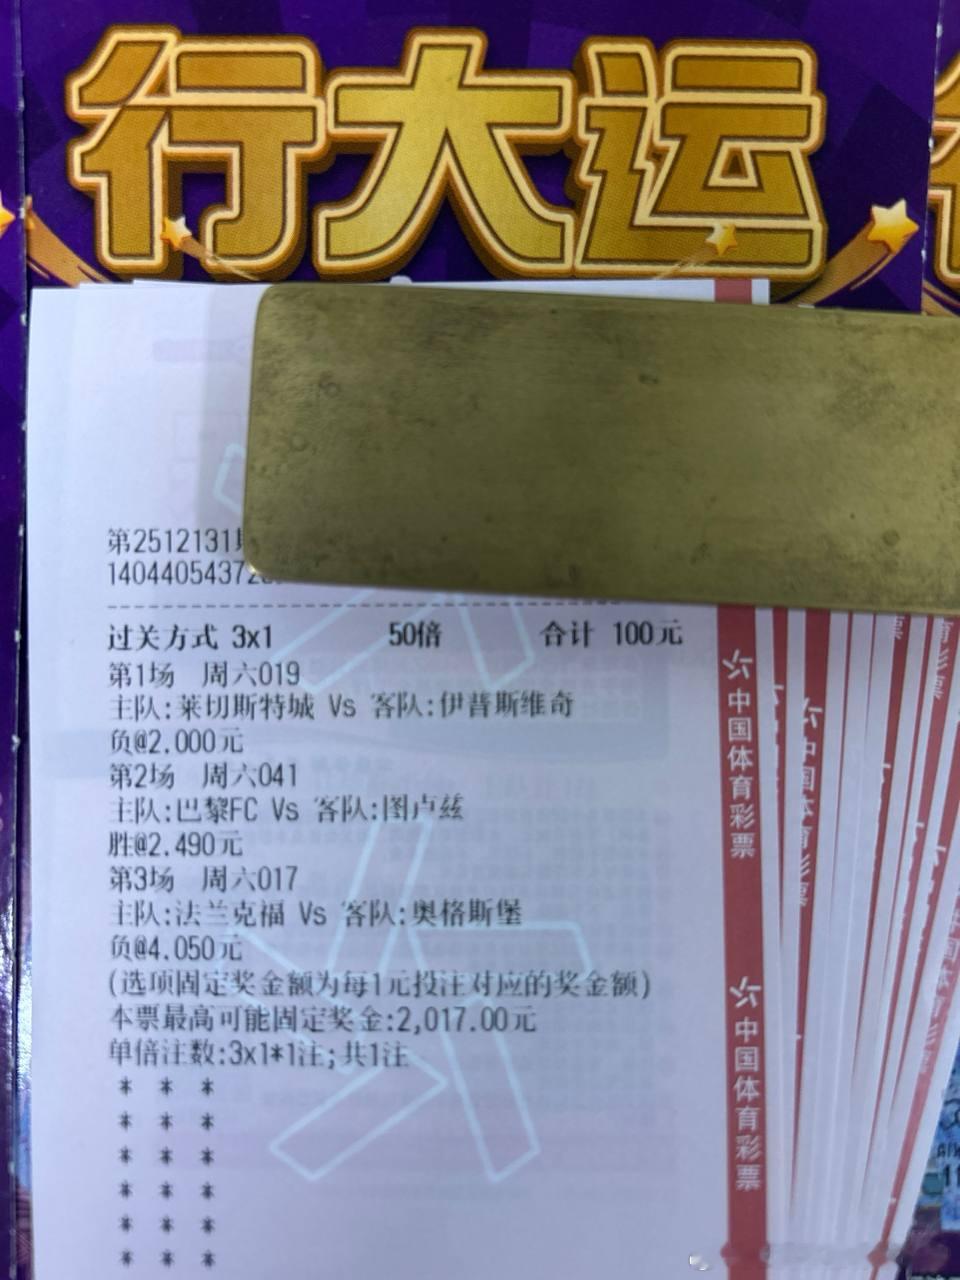 行大运
第2512131
14044054372
过关方式 3x1 50倍 合计 100元
第1场 周六019
主队:莱切斯特城 Vs 客队:伊普斯维奇
负@2.000元
第2场 周六041
主队:巴黎FC Vs 客队:图卢兹
胜@2.490元
第3场 周六017
主队:法兰克福 Vs 客队:奥格斯堡
负@4.050元
(选项固定奖金额为每1元投注对应的奖金额)
本票最高可能固定奖金:2,017.00元
单倍注数:3x1*1注;共1注
* * *
* * *
* * *
* * *
* * *
* * *
中国体育彩票
中国体育彩票
中国体育彩票